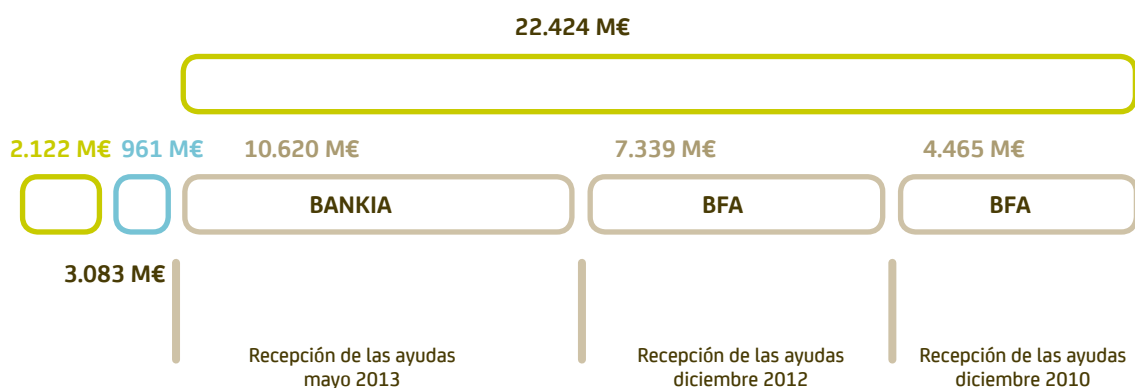 22.424 M€
2.122 M€ 961 M€ 10.620 M€ 7.339 M€ 4.465 M€
BANKIA BFA BFA
3.083 M€
Recepción de las ayudas Recepción de las ayudas Recepción de las ayudas
mayo 2013 diciembre 2012 diciembre 2010